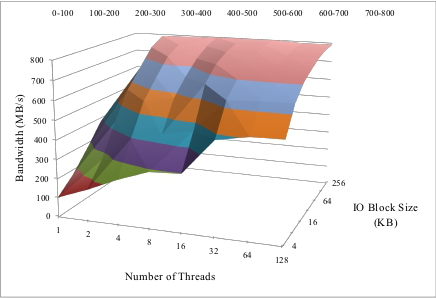 0-100 100-200 200-300 300-400 400-500 500-600 600-700 700-800
800
700
600
500
400
300
200
100
0
Bandwidth (MB/s)
1 2 4 8 16 32 64 128
Number of Threads
256
64
16
4
IO Block Size
(KB)